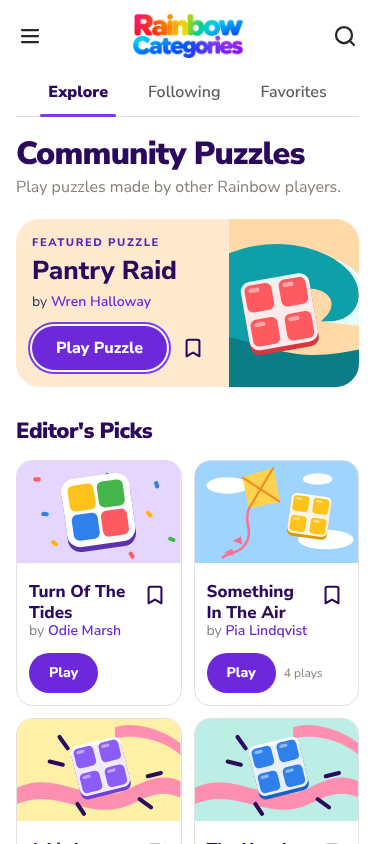 Rainbow
Categories
Explore
Following
Favorites
Community Puzzles
Play puzzles made by other Rainbow players.
FEATURED PUZZLE
Pantry Raid
by Wren Halloway
Play Puzzle
Editor's Picks
Turn Of The
Tides
by Odie Marsh
Play
Something
In The Air
by Pia Lindqvist
Play
4 plays